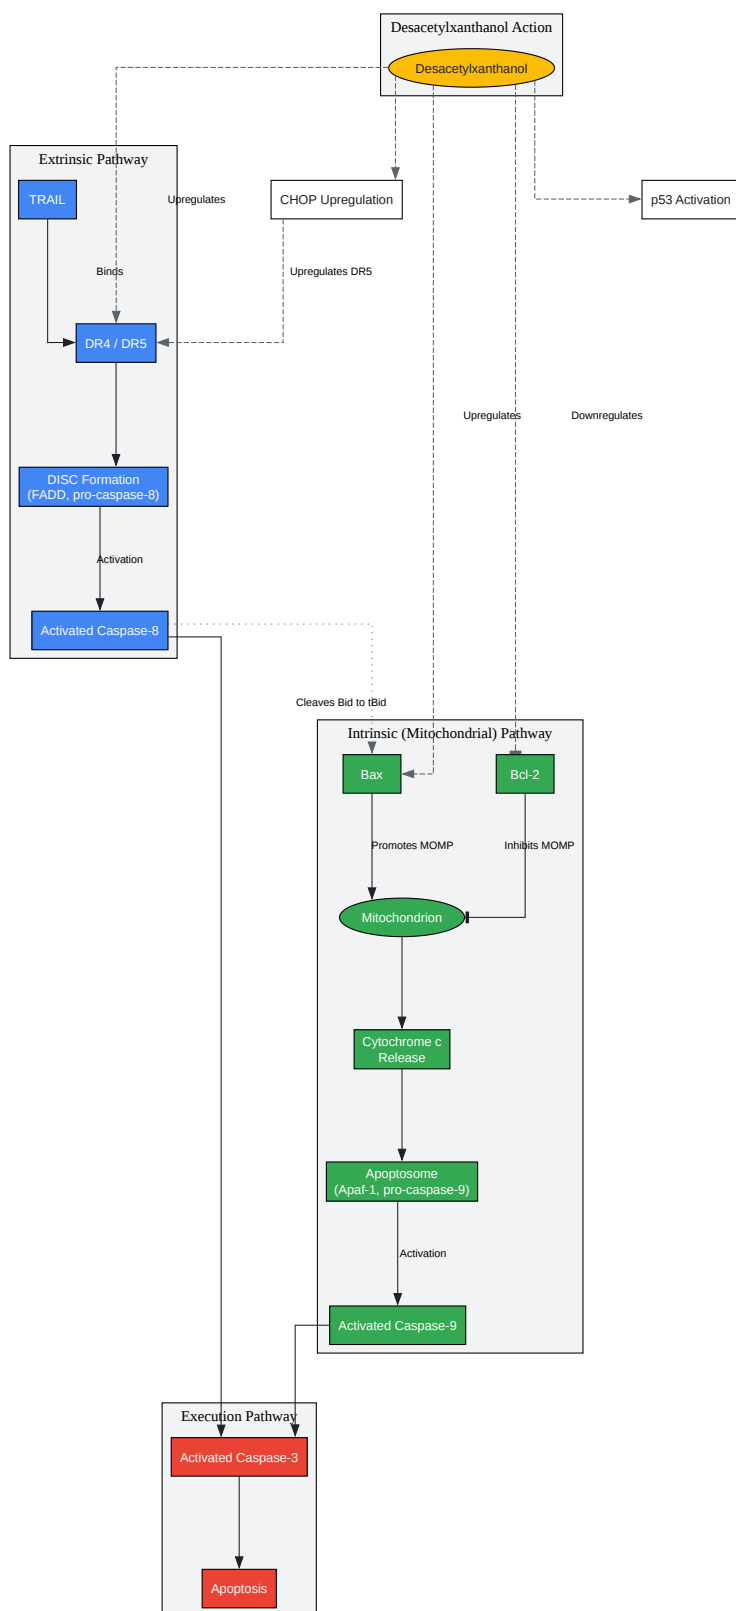 Desacetylxanthanol Action
Desacetylxanthanol
Extrinsic Pathway
TRAIL
Upregulates
CHOP Upregulation
p53 Activation
Binds
Upregulates DR5
DR4 / DR5
Upregulates
Downregulates
DISC Formation
(FADD, pro-caspase-8)
Activation
Activated Caspase-8
Cleaves Bid to tBid
Intrinsic (Mitochondrial) Pathway
Bax
Bcl-2
Promotes MOMP
Inhibits MOMP
Mitochondrion
Cytochrome c
Release
Apoptosome
(Apaf-1, pro-caspase-9)
Activation
Activated Caspase-9
Execution Pathway
Activated Caspase-3
Apoptosis